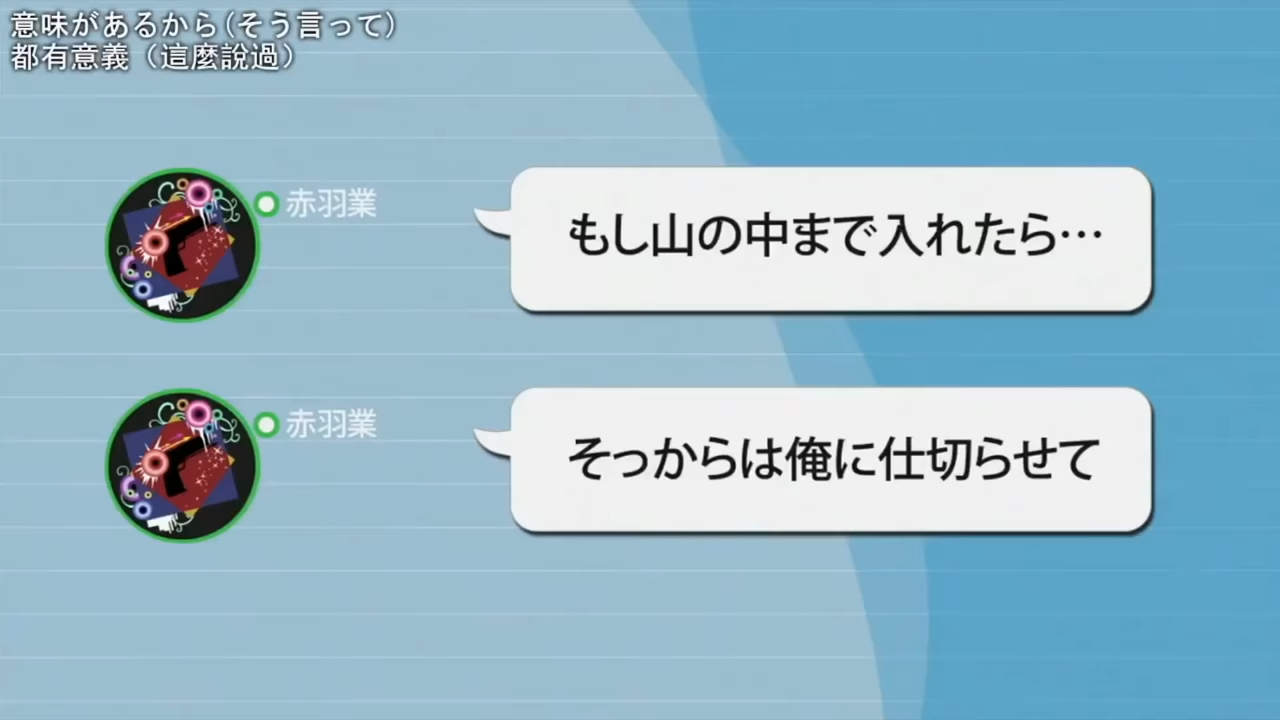 意味があるから(そう言って)
都有意義（這麼說過）
赤羽業
もし山の中まで入れたら…
赤羽業
そっからは俺に仕切らせて